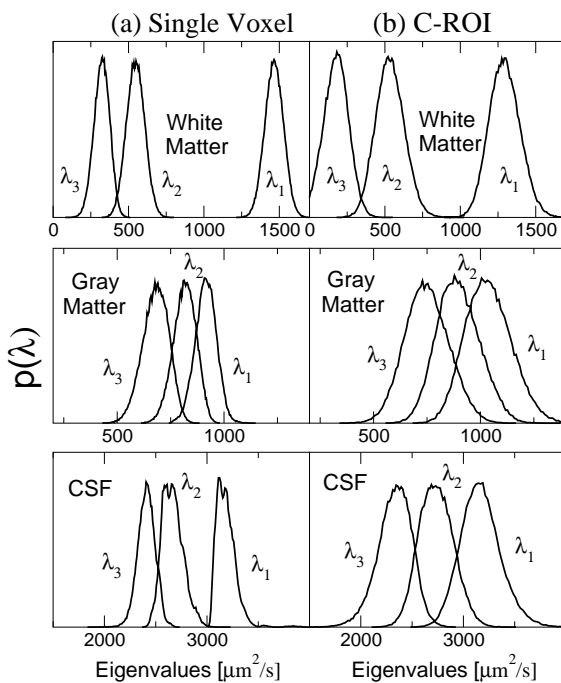 (a) Single Voxel (b) C-ROI
White Matter
λ3 λ2 λ1
0 500 1000 1500
White Matter
λ3 λ2 λ1
0 500 1000 1500
p(λ)
Gray Matter
λ3 λ2 λ1
500 1000
Gray Matter
λ3 λ2 λ1
500 1000
CSF
λ3 λ2 λ1
2000 3000
Eigenvalues [μm²/s]
CSF
λ3 λ2 λ1
2000 3000
Eigenvalues [μm²/s]